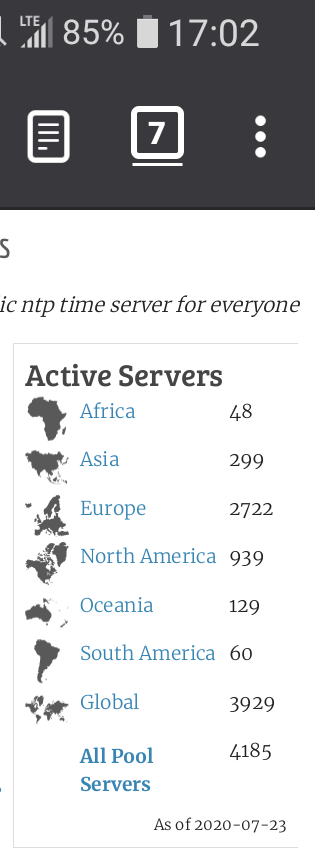 LTE 85% 17:02
7
s
ic ntp time server for everyone
Active Servers
Africa 48
Asia 299
Europe 2722
North America 939
Oceania 129
South America 60
Global 3929
All Pool 4185
Servers
As of 2020-07-23